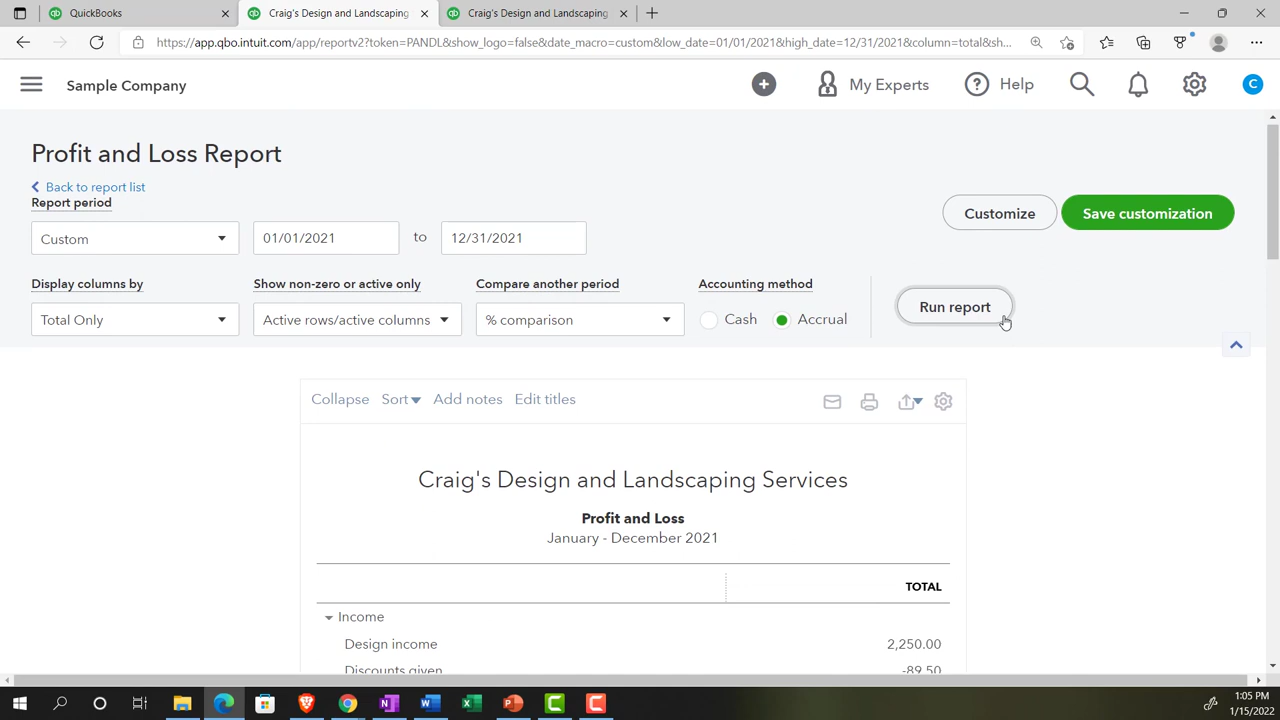 QuickBooks
Craig's Design and Landscaping
Craig's Design and Landscaping
https://app.qbo.intuit.com/app/reportv2?token=PANDL&show_logo=false&date_macro=custom&low_date=01/01/2021&high_date=12/31/2021&column=total&sh...
Sample Company
My Experts
Help
C
Profit and Loss Report
Back to report list
Report period
Custom
01/01/2021
to
12/31/2021
Customize
Save customization
Display columns by
Show non-zero or active only
Compare another period
Accounting method
Total Only
Active rows/active columns
% comparison
Cash
Accrual
Run report
Collapse
Sort
Add notes
Edit titles
Craig's Design and Landscaping Services
Profit and Loss
January - December 2021
TOTAL
Income
Design income 2,250.00
Discounts given -89.50
1:05 PM
1/15/2022